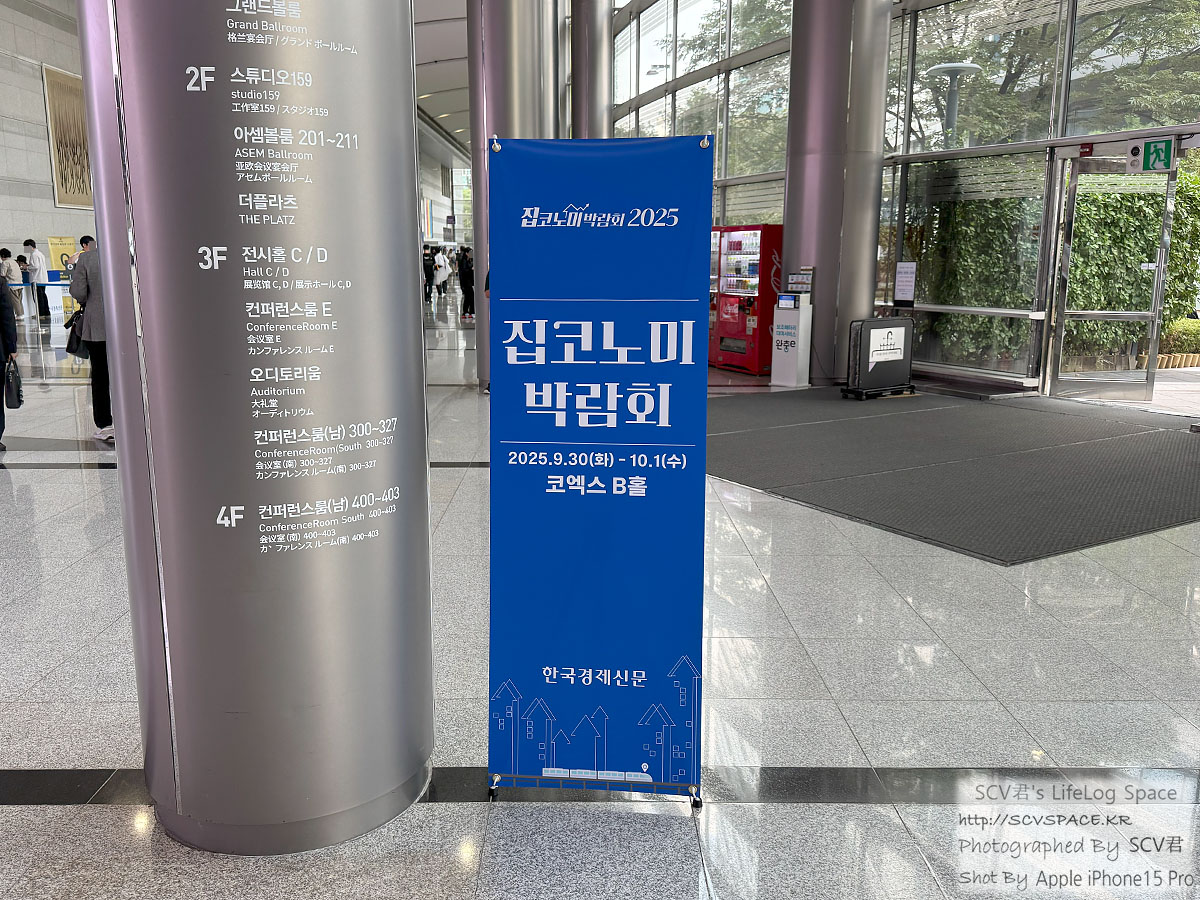 그랜드볼룸
Grand Ballroom
格兰宴会厅 / グランド ボールルーム
2F 스튜디오159
studio159
工作室159 / スタジオ159
아셈볼룸 201~211
ASEM Ballroom
亚欧会议宴会厅
アセムボールルーム
더플라츠
THE PLATZ
3F 전시홀 C / D
Hall C / D
展览馆 C, D / 展示ホール C, D
컨퍼런스룸 E
ConferenceRoom E
会议室 E
カンファレンス ルーム E
오디토리움
Auditorium
大礼堂
オーディトリウム
컨퍼런스룸(남) 300~327
ConferenceRoom(South 300-327
会议室 (南) 300-327
カンファレンス ルーム(南) 300-327
4F 컨퍼런스룸(남) 400~403
ConferenceRoom South 400-403
会议室 (南) 400-403
カ ファレンス ルーム(南) 400-403
집코노미박람회 2025
집코노미
박람회
2025.9.30(화) - 10.1(수)
코엑스 B홀
한국경제신문
완충e
SCV君's LifeLog Space
http://SCVSPACE.KR
Photographed By SCV君
Shot By Apple iPhone15 Pro